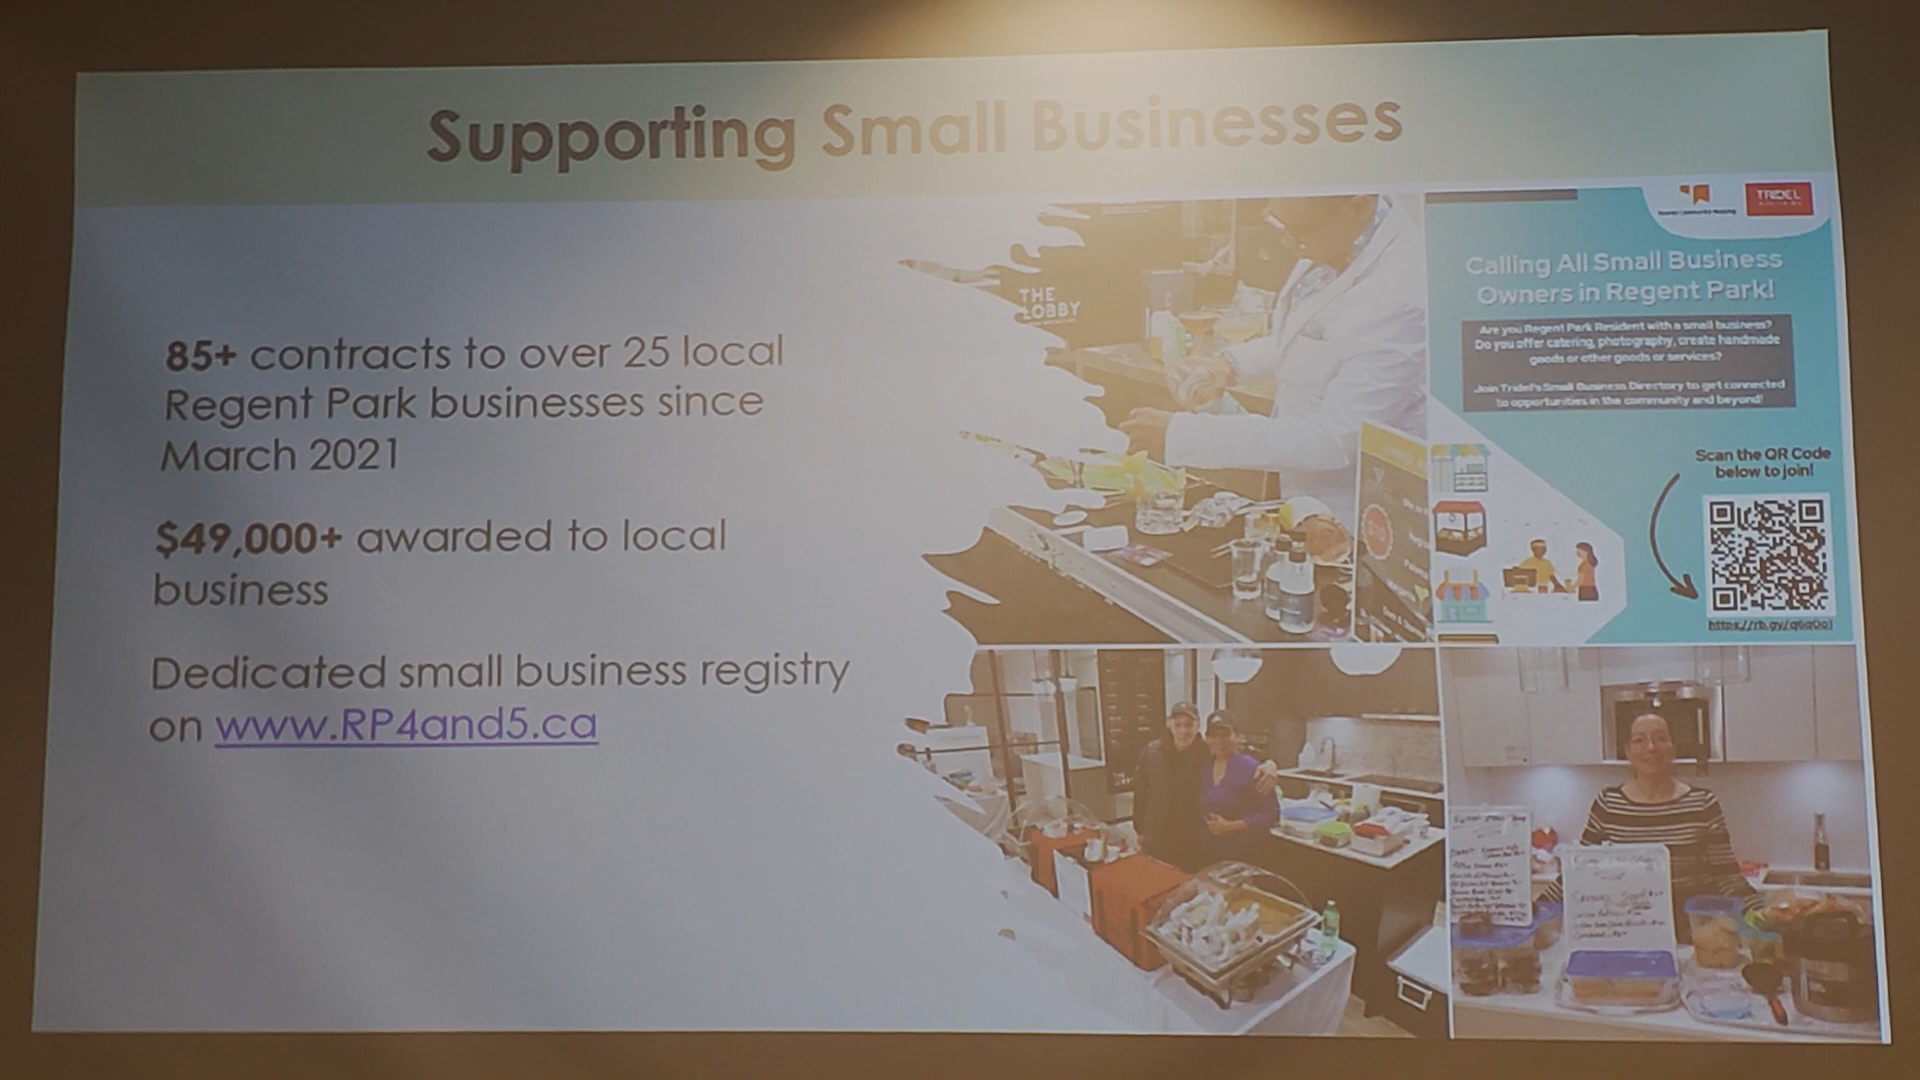 Supporting Small Businesses
85+ contracts to over 25 local
Regent Park businesses since
March 2021
$49,000+ awarded to local
business
Dedicated small business registry
on www.RP4and5.ca
THE
LOBBY
TRIDEL
Calling All Small Business
Owners in Regent Park!
Are you Regent Park Resident with a small business?
Do you offer catering, photography, create handmade
goods or other goods or services?
Join Tridel's Small Business Directory to get connected
to opportunities in the community and beyond!
Scan the QR Code
below to join!